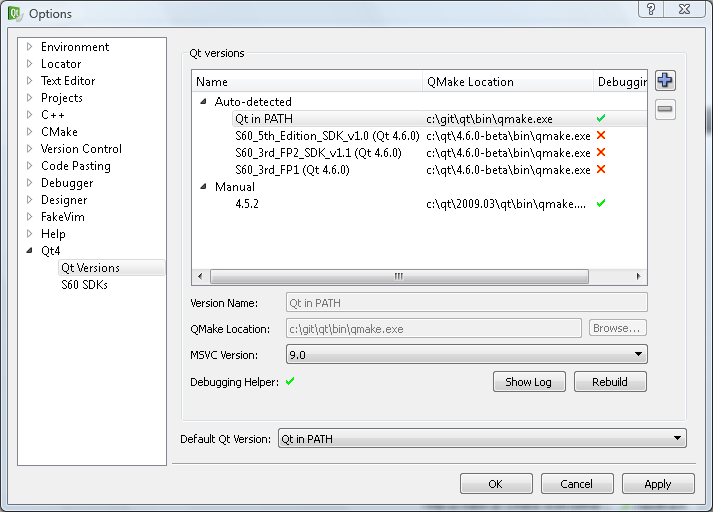 Options
Environment
Locator
Text Editor
Projects
C++
CMake
Version Control
Code Pasting
Debugger
Designer
FakeVim
Help
Qt4
Qt Versions
S60 SDKs
Qt versions
Name QMake Location Debugging
Auto-detected
Qt in PATH c:\git\qt\bin\qmake.exe
S60_5th_Edition_SDK_v1.0 (Qt 4.6.0) c:\qt\4.6.0-beta\bin\qmake.exe
S60_3rd_FP2_SDK_v1.1 (Qt 4.6.0) c:\qt\4.6.0-beta\bin\qmake.exe
S60_3rd_FP1 (Qt 4.6.0) c:\qt\4.6.0-beta\bin\qmake.exe
Manual
4.5.2 c:\qt\2009.03\qt\bin\qmake....
Version Name: Qt in PATH
QMake Location: c:\git\qt\bin\qmake.exe Browse...
MSVC Version: 9.0
Debugging Helper: Show Log Rebuild
Default Qt Version: Qt in PATH
OK Cancel Apply